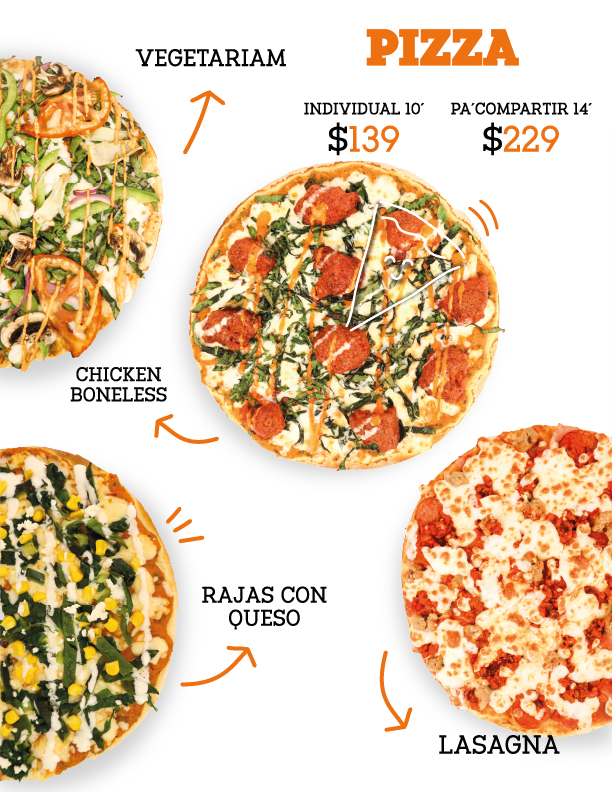 PIZZA
VEGETARIAM
INDIVIDUAL 10´
$139
PA´COMPARTIR 14´
$229
CHICKEN
BONELESS
RAJAS CON
QUESO
LASAGNA